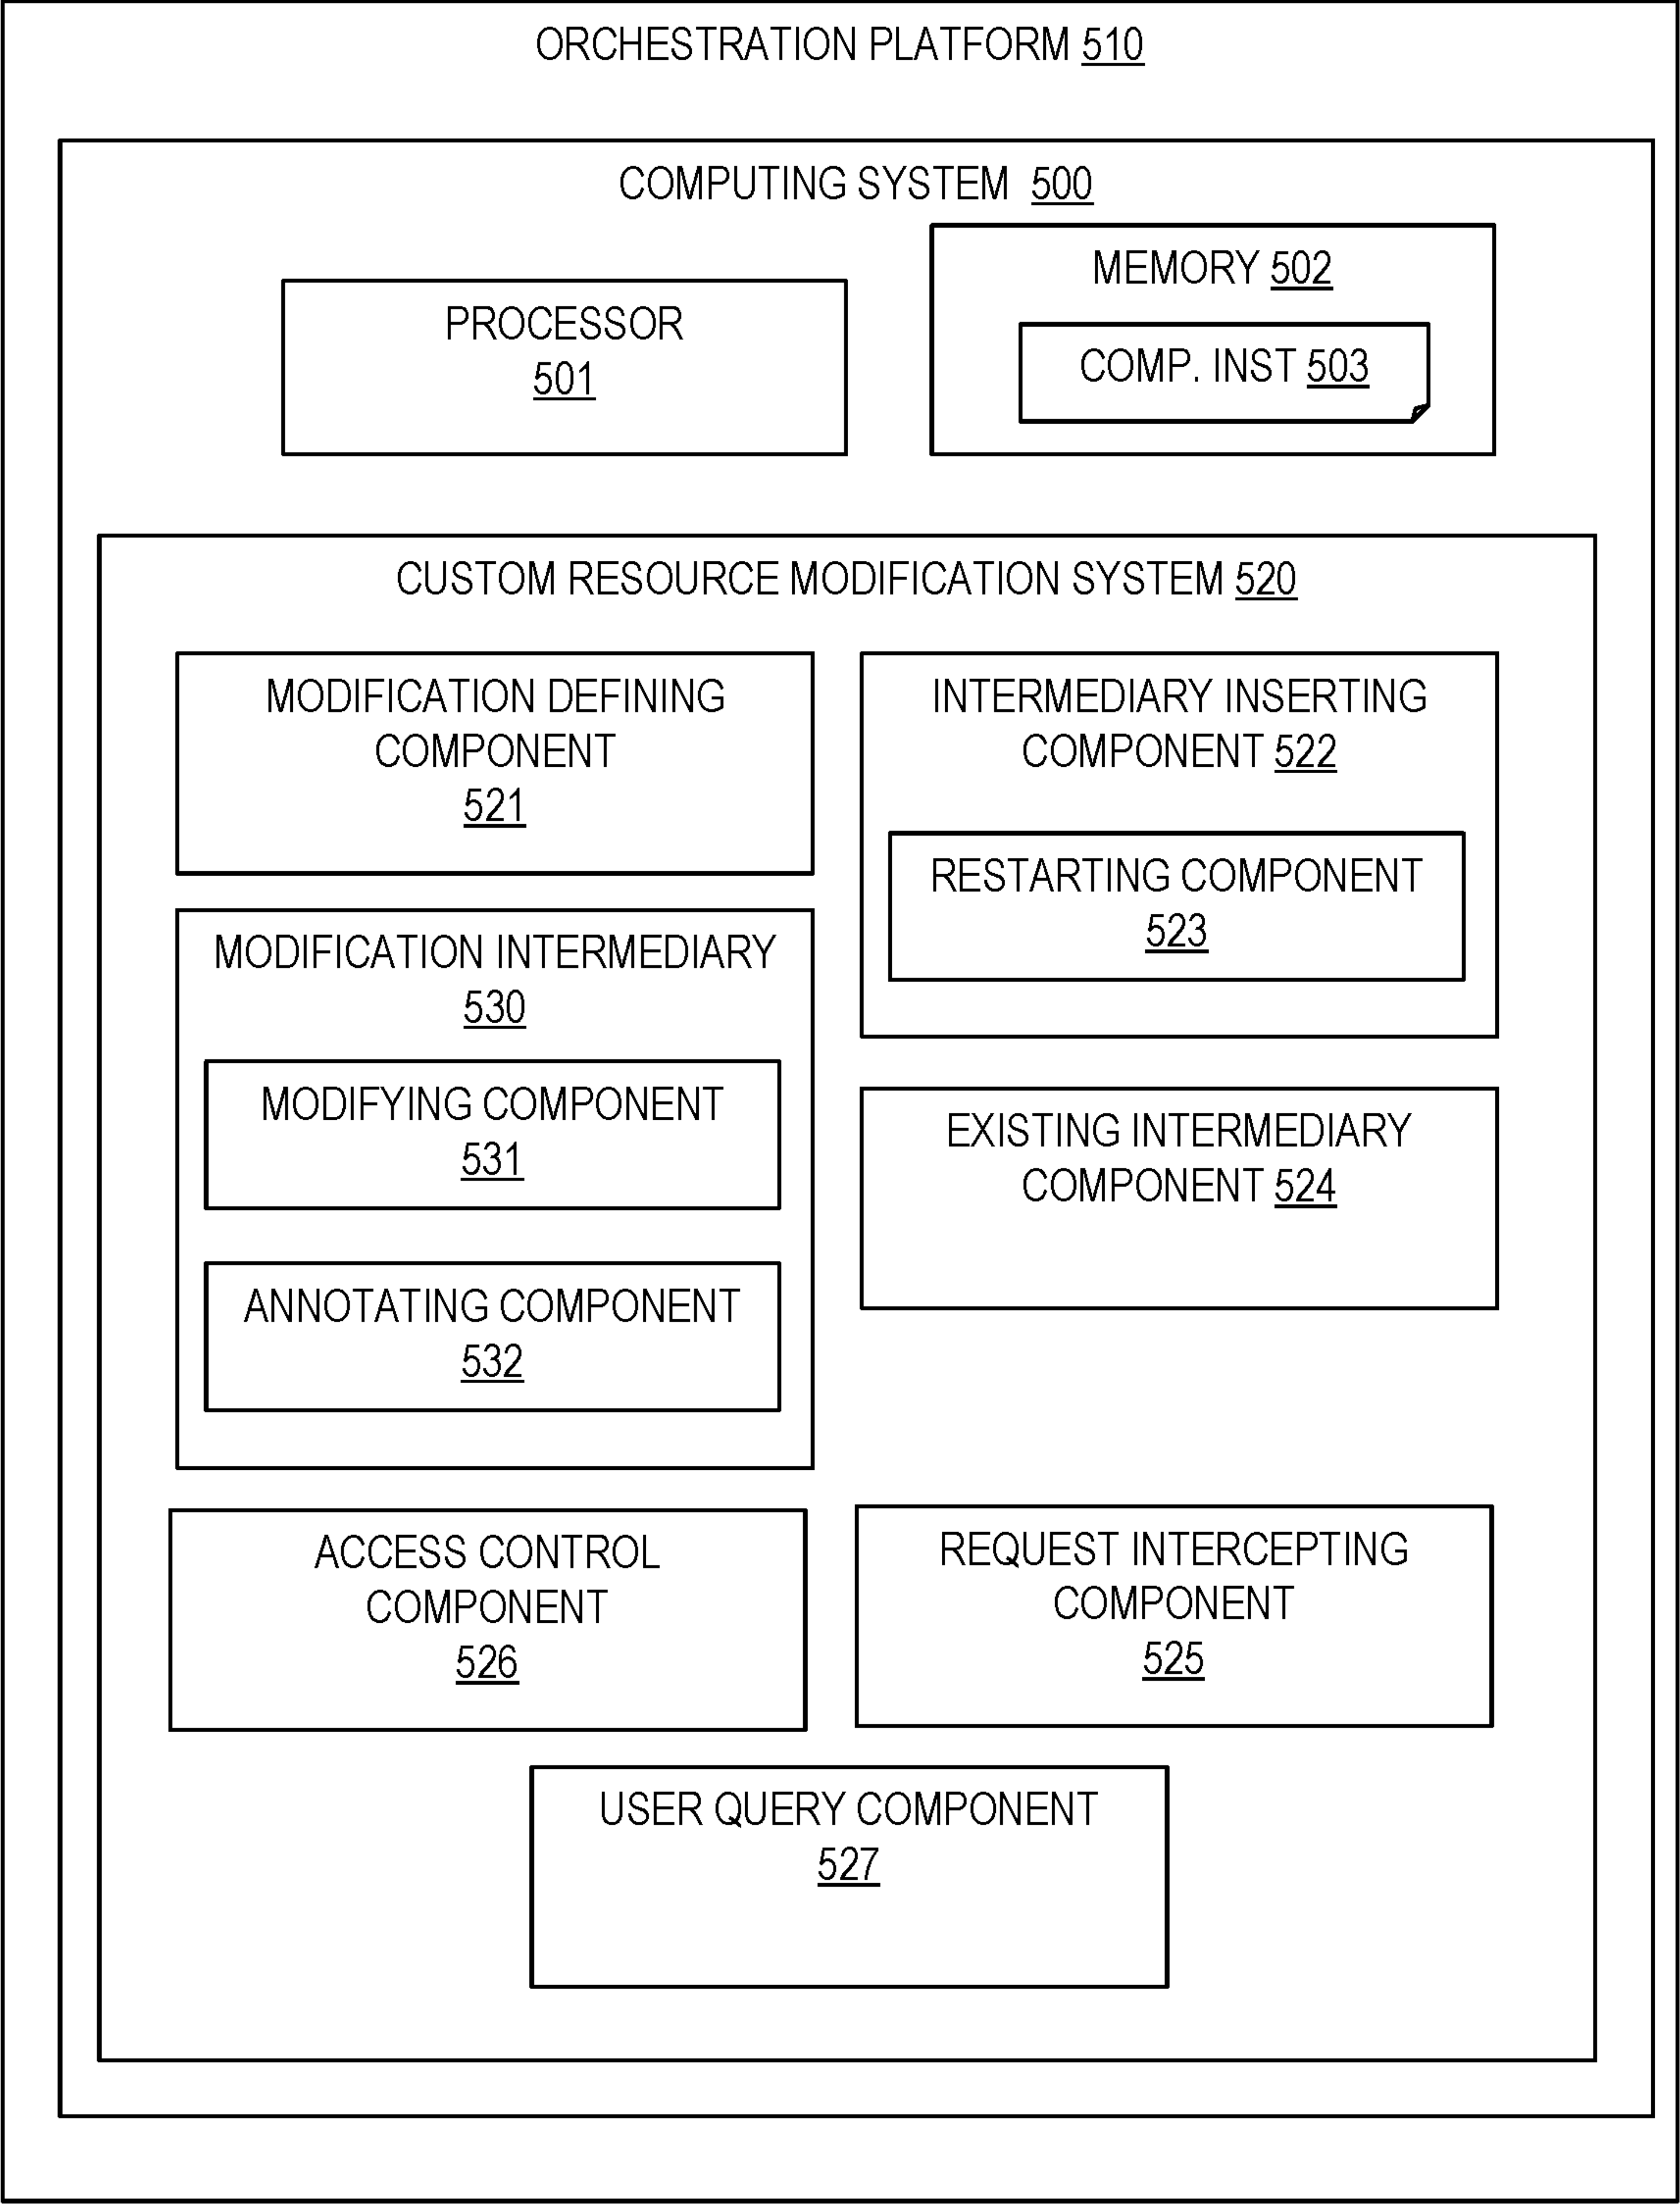 ORCHESTRATION PLATFORM 510
COMPUTING SYSTEM 500
PROCESSOR
501
MEMORY 502
COMP. INST 503
CUSTOM RESOURCE MODIFICATION SYSTEM 520
MODIFICATION DEFINING
COMPONENT
521
INTERMEDIARY INSERTING
COMPONENT 522
RESTARTING COMPONENT
523
MODIFICATION INTERMEDIARY
530
MODIFYING COMPONENT
531
ANNOTATING COMPONENT
532
EXISTING INTERMEDIARY
COMPONENT 524
ACCESS CONTROL
COMPONENT
526
REQUEST INTERCEPTING
COMPONENT
525
USER QUERY COMPONENT
527